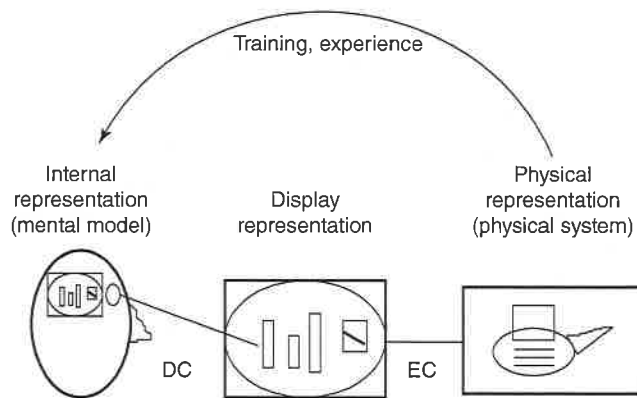 Training, experience
Internal
representation
(mental model)
Display
representation
Physical
representation
(physical system)
DC
EC